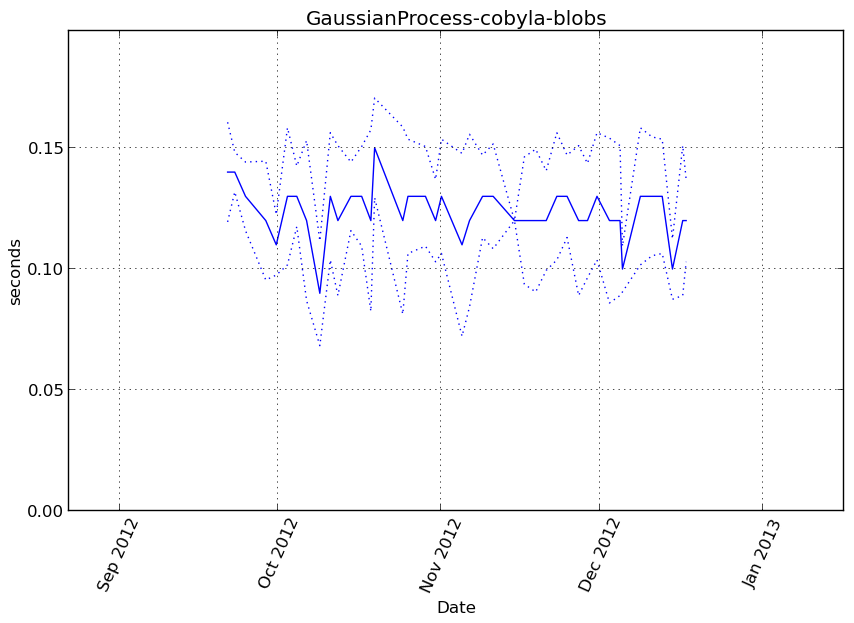 GaussianProcess-cobyla-blobs
seconds
0.15
0.10
0.05
0.00
Sep 2012
Oct 2012
Nov 2012
Dec 2012
Jan 2013
Date